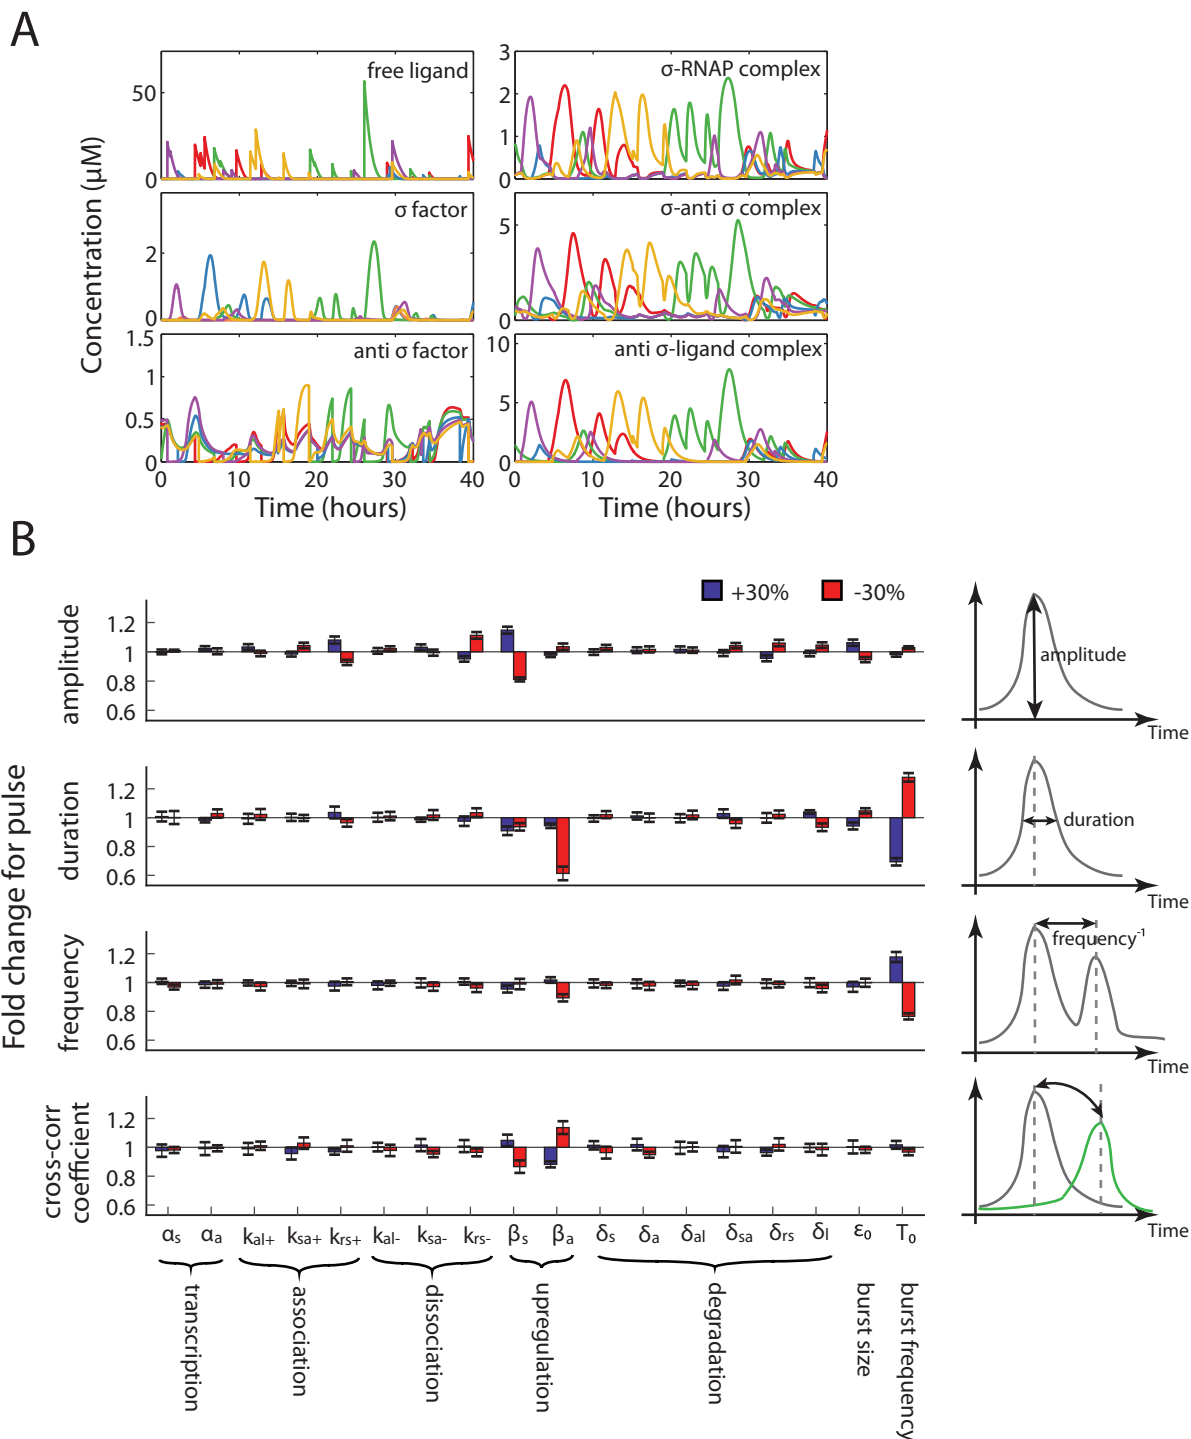 A
Concentration (μM)
free ligand
50
0
σ-RNAP complex
3
2
1
0
σ factor
2
0
σ-anti σ complex
5
0
anti σ factor
1.5
1
0.5
0
0 10 20 30 40
Time (hours)
anti σ-ligand complex
10
5
0
0 10 20 30 40
Time (hours)
B
Fold change for pulse
+30% -30%
amplitude
1.2
1
0.8
0.6
amplitude
Time
duration
1.2
1
0.8
0.6
duration
Time
frequency
1.2
1
0.8
0.6
frequency-1
Time
cross-corr
coefficient
1.2
1
0.8
0.6
Time
αs αa kal+ ksa+ krs+ kal- ksa- krs- βs βa δs δa δal δsa δrs δl ε0 T0
transcription
association
dissociation
upregulation
degradation
burst size
burst frequency